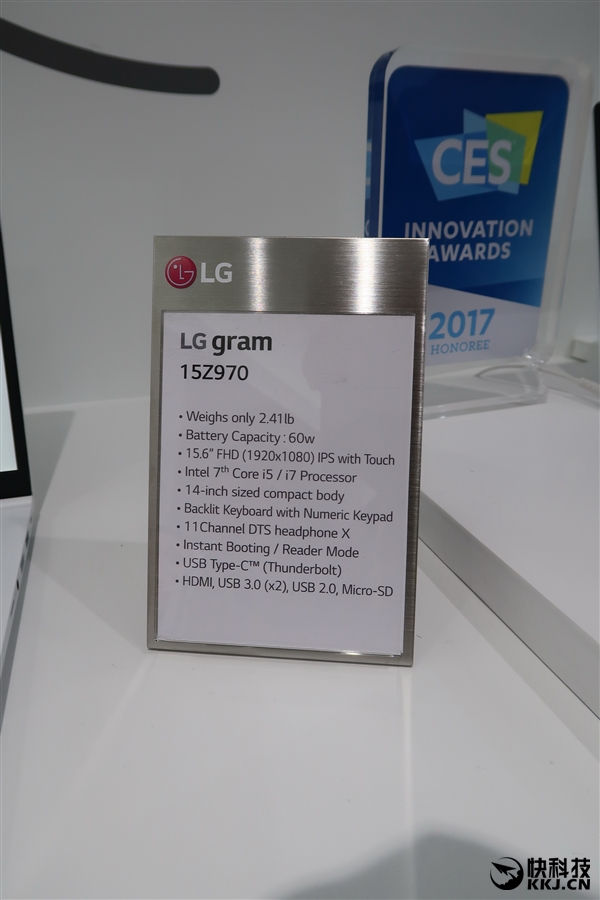 CES
INNOVATION
AWARDS
2017
HONOREE
LG
LG gram
15Z970
• Weighs only 2.41lb
• Battery Capacity : 60w
• 15.6" FHD (1920x1080) IPS with Touch
• Intel 7th Core i5 / i7 Processor
• 14-inch sized compact body
• Backlit Keyboard with Numeric Keypad
• 11Channel DTS headphone X
• Instant Booting / Reader Mode
• USB Type-C™ (Thunderbolt)
• HDMI, USB 3.0 (x2), USB 2.0, Micro-SD
快科技
KKJ.CN